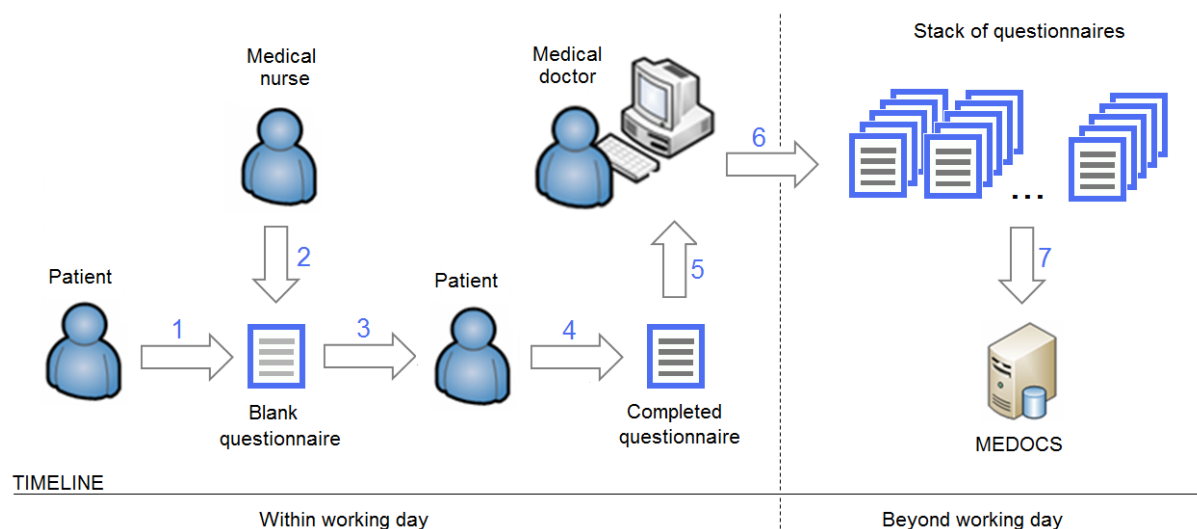 Stack of questionnaires
Medical
nurse
Medical
doctor
6
2
5
7
Patient
Patient
1
3
4
...
Blank
questionnaire
Completed
questionnaire
MEDOCS
TIMELINE
Within working day
Beyond working day